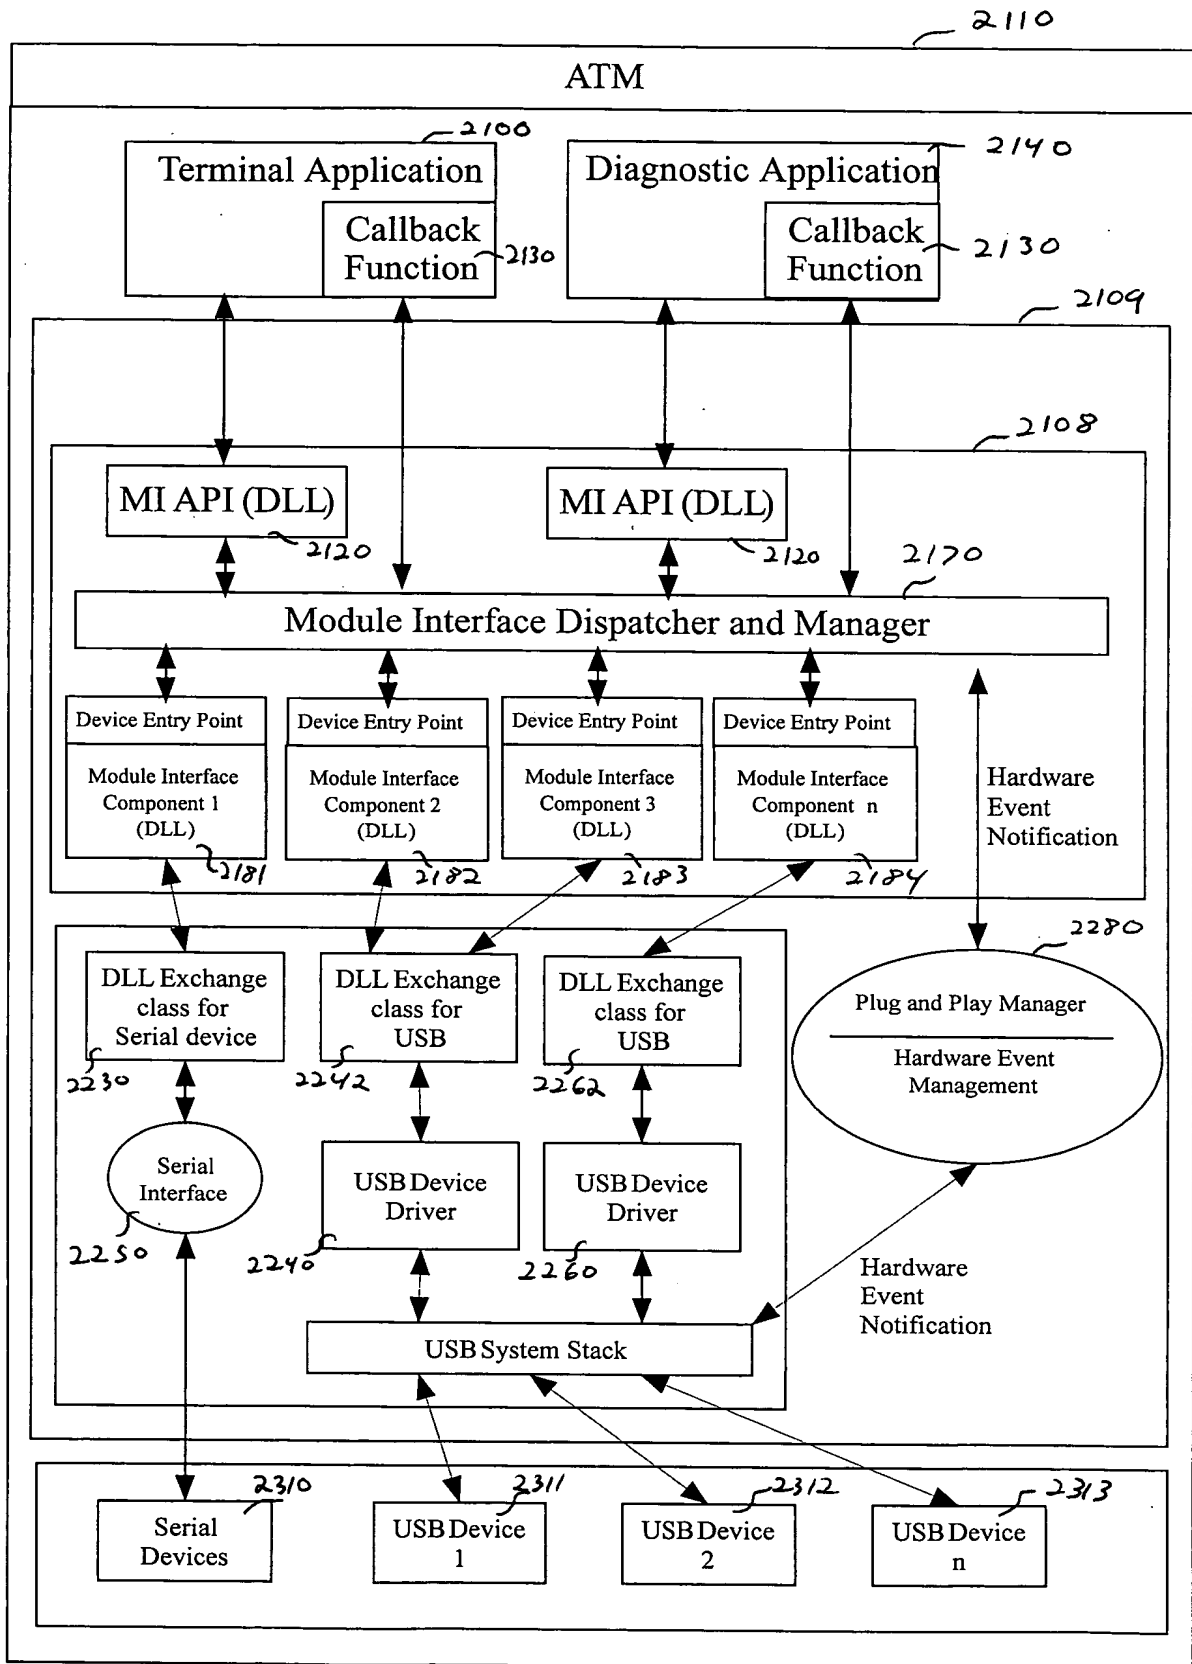 2110
ATM
2100
Terminal Application
Callback
Function
2130
2140
Diagnostic Application
Callback
Function
2130
2109
2108
MI API (DLL)
2120
MI API (DLL)
2120
2170
Module Interface Dispatcher and Manager
Device Entry Point
Module Interface
Component 1
(DLL)
2181
Device Entry Point
Module Interface
Component 2
(DLL)
2182
Device Entry Point
Module Interface
Component 3
(DLL)
2183
Device Entry Point
Module Interface
Component n
(DLL)
2184
Hardware
Event
Notification
DLL Exchange
class for
Serial device
2230
DLL Exchange
class for
USB
2242
DLL Exchange
class for
USB
2262
2280
Plug and Play Manager
Hardware Event
Management
Serial
Interface
2250
USB Device
Driver
2240
USB Device
Driver
2260
Hardware
Event
Notification
USB System Stack
2310
Serial
Devices
2311
USB Device
1
2312
USB Device
2
2313
USB Device
n